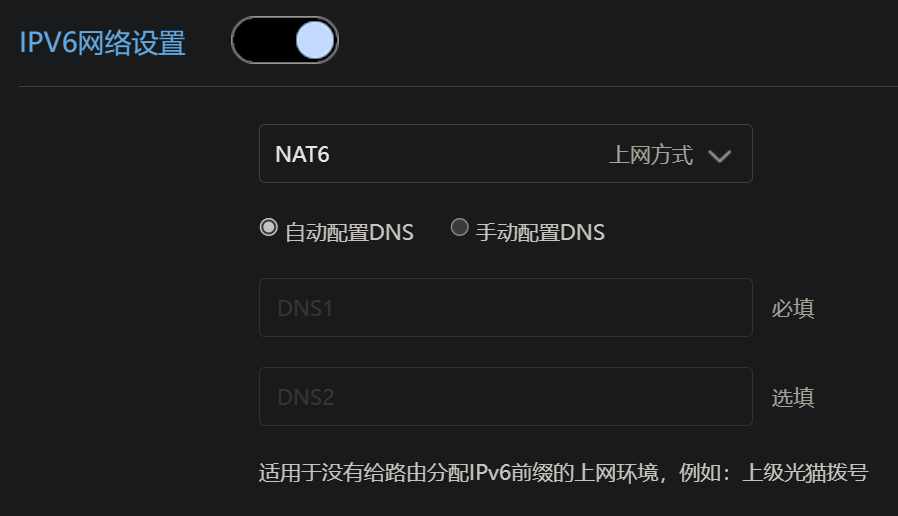 IPV6网络设置
NAT6 上网方式
自动配置DNS 手动配置DNS
DNS1 必填
DNS2 选填
适用于没有给路由分配IPv6前缀的上网环境，例如：上级光猫拨号